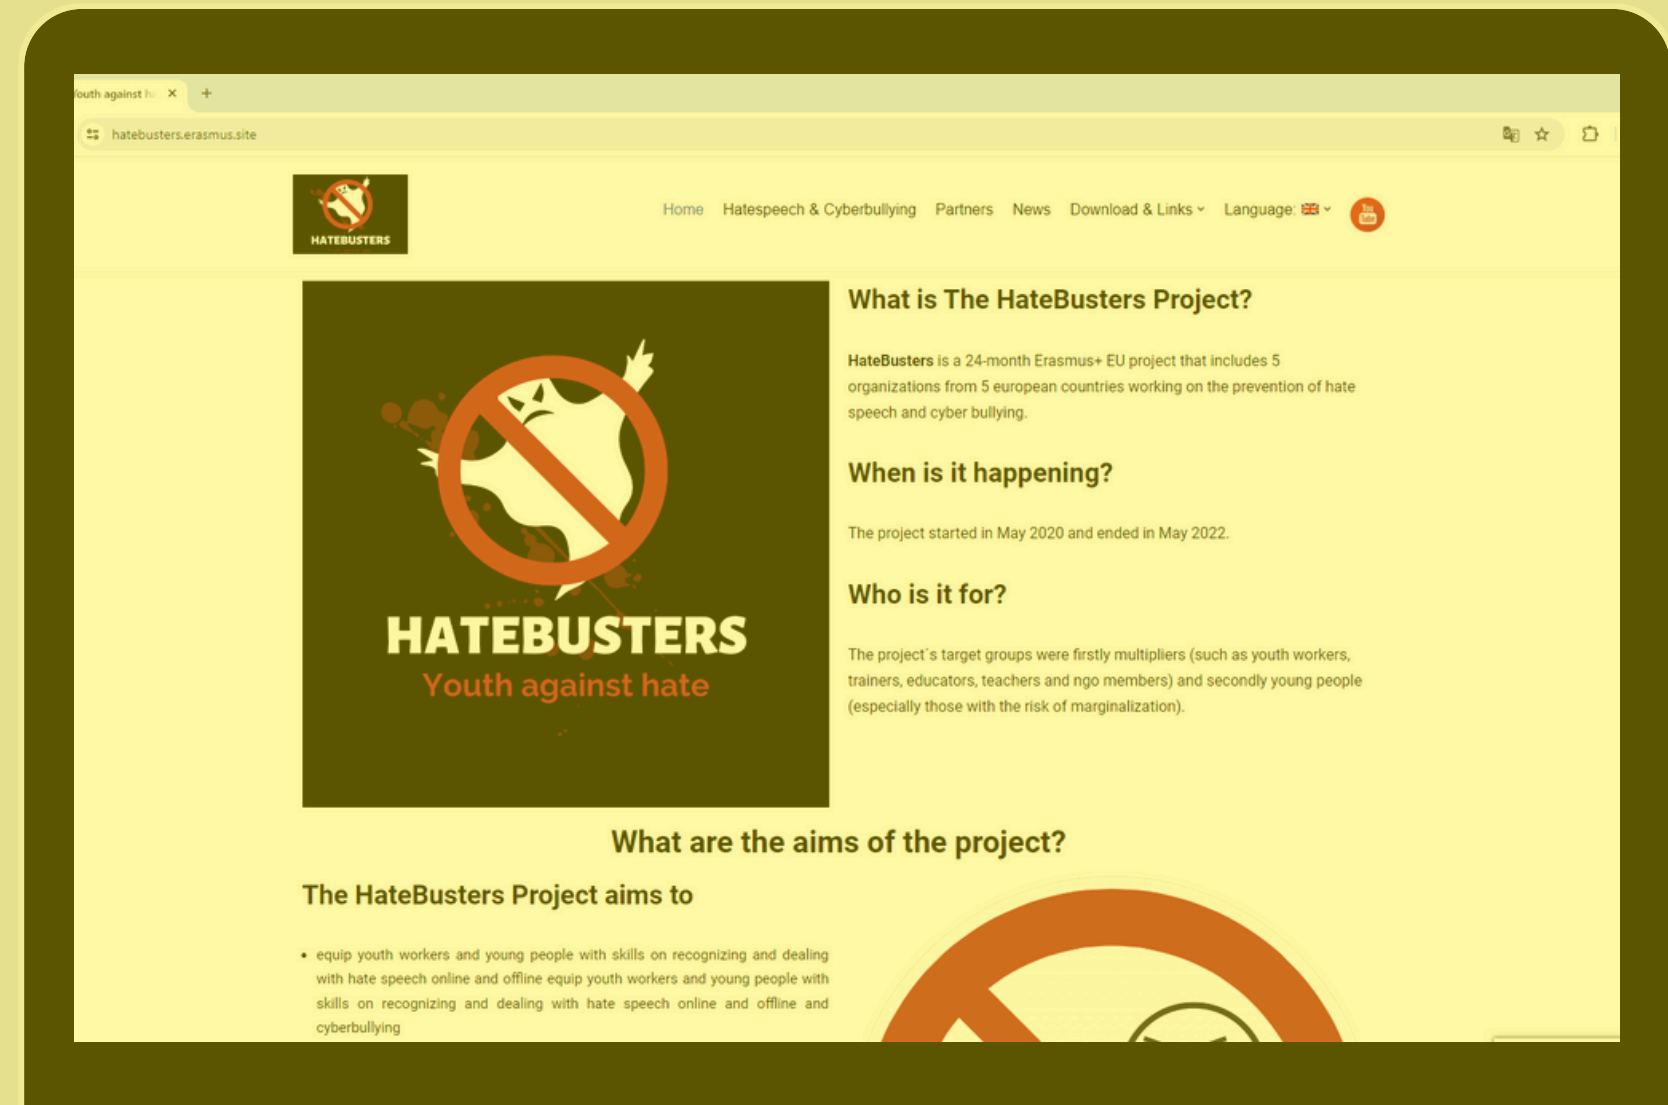 Youth against h
hatebusters.erasmus.site
HATEBUSTERS
Home Hatespeech & Cyberbullying Partners News Download & Links Language:
You Tube
HATEBUSTERS
Youth against hate
What is The HateBusters Project?
HateBusters is a 24-month Erasmus+ EU project that includes 5
organizations from 5 european countries working on the prevention of hate
speech and cyber bullying.
When is it happening?
The project started in May 2020 and ended in May 2022.
Who is it for?
The project´s target groups were firstly multipliers (such as youth workers,
trainers, educators, teachers and ngo members) and secondly young people
(especially those with the risk of marginalization).
What are the aims of the project?
The HateBusters Project aims to
• equip youth workers and young people with skills on recognizing and dealing
with hate speech online and offline equip youth workers and young people with
skills on recognizing and dealing with hate speech online and offline and
cyberbullying